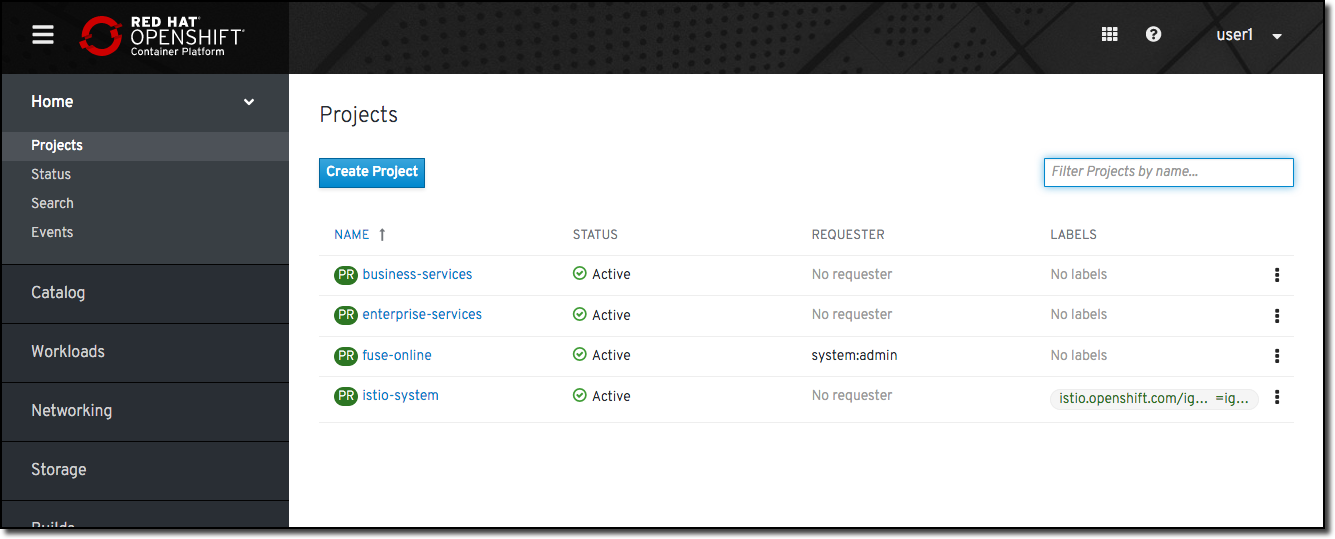 RED HAT®
OPENSHIFT®
Container Platform
user1
Home
Projects
Status
Search
Events
Catalog
Workloads
Networking
Storage
Builds
Projects
Create Project
Filter Projects by name...
NAME STATUS REQUESTER LABELS
PR business-services Active No requester No labels
PR enterprise-services Active No requester No labels
PR fuse-online Active system:admin No labels
PR istio-system Active No requester istio.openshift.com/ig... =ig...